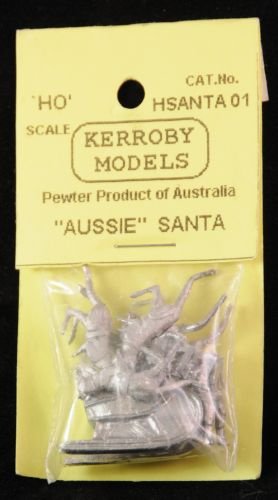 CAT.No.
'HO' HSANTA 01
SCALE
KERROBY
MODELS
Pewter Product of Australia
"AUSSIE" SANTA